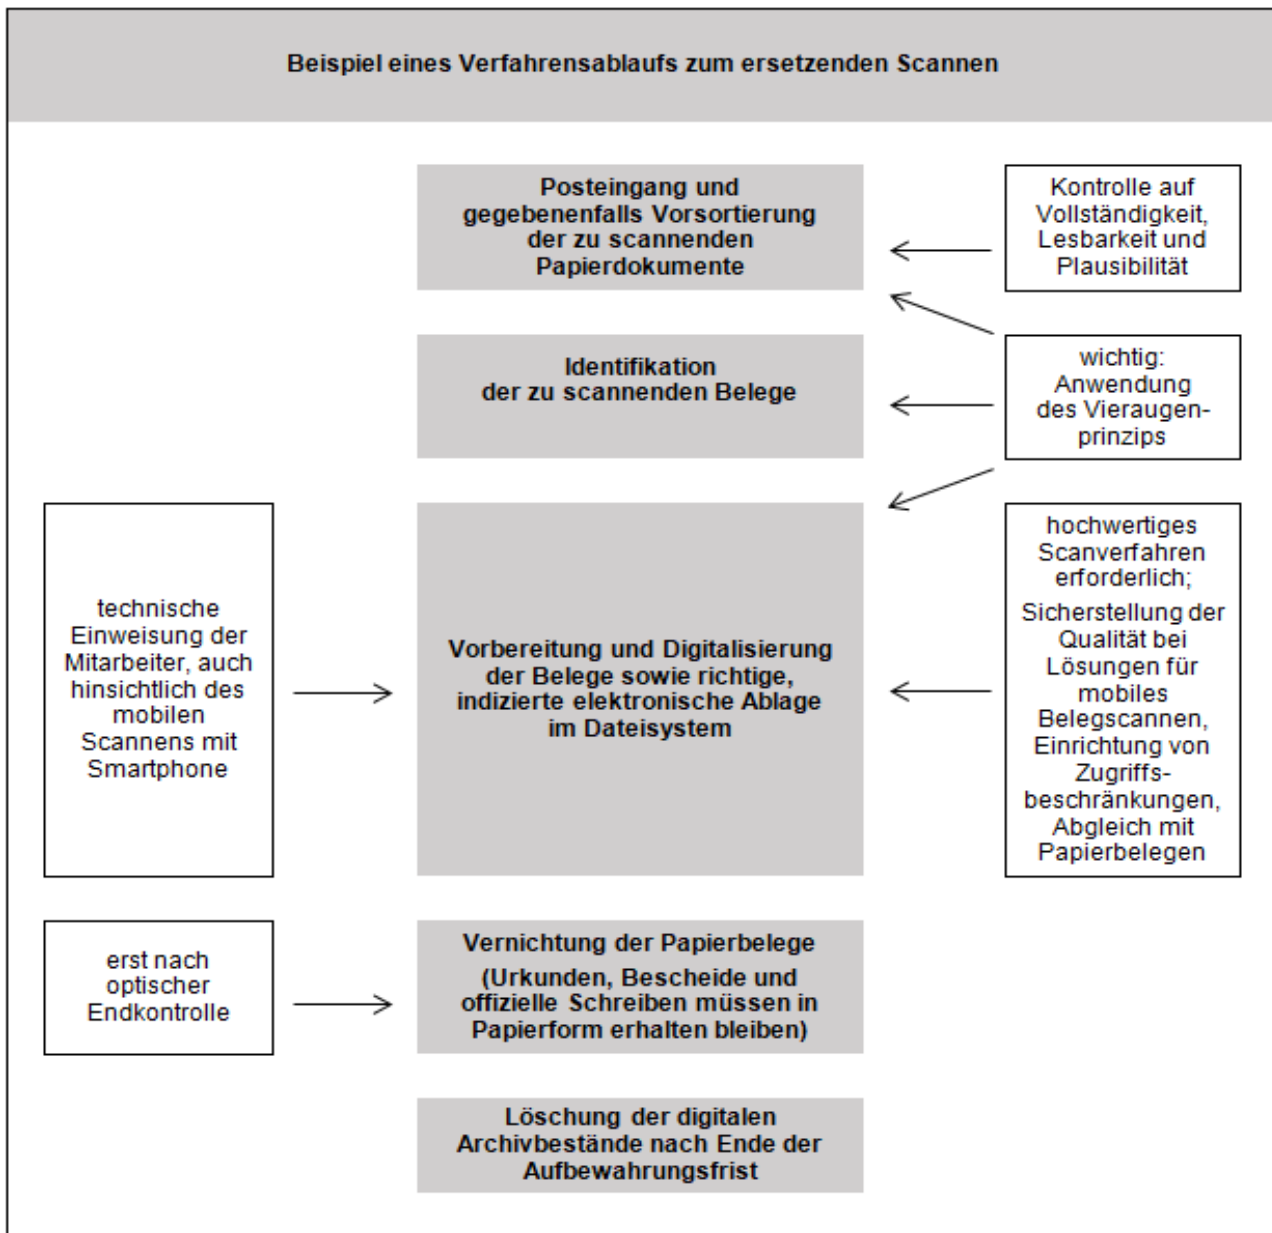 Beispiel eines Verfahrensablaufs zum ersetzenden Scannen
Posteingang und
gegebenenfalls Vorsortierung
der zu scannenden
Papierdokumente
Kontrolle auf
Vollständigkeit,
Lesbarkeit und
Plausibilität
Identifikation
der zu scannenden Belege
wichtig:
Anwendung
des Vieraugen-
prinzips
technische
Einweisung der
Mitarbeiter, auch
hinsichtlich des
mobilen
Scannens mit
Smartphone
Vorbereitung und Digitalisierung
der Belege sowie richtige,
indizierte elektronische Ablage
im Dateisystem
hochwertiges
Scanverfahren
erforderlich;
Sicherstellung der
Qualität bei
Lösungen für
mobiles
Belegscannen,
Einrichtung von
Zugriffs-
beschränkungen,
Abgleich mit
Papierbelegen
erst nach
optischer
Endkontrolle
Vernichtung der Papierbelege
(Urkunden, Bescheide und
offizielle Schreiben müssen in
Papierform erhalten bleiben)
Löschung der digitalen
Archivbestände nach Ende der
Aufbewahrungsfrist